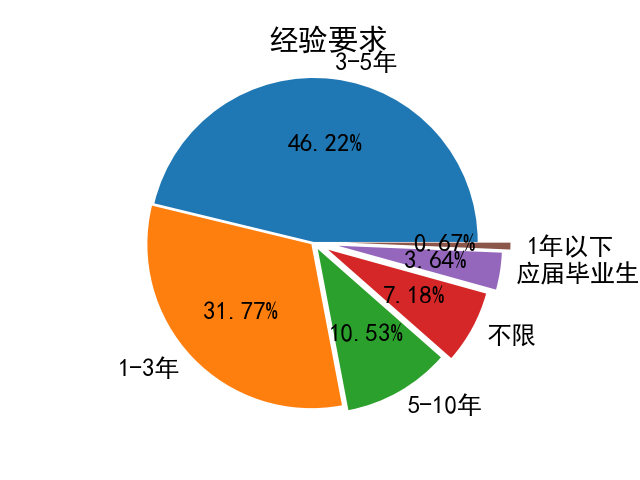 经验要求
3-5年
46.22%
0.67%
1年以下
3.64%
应届毕业生
7.18%
31.77%
10.53%
不限
1-3年
5-10年